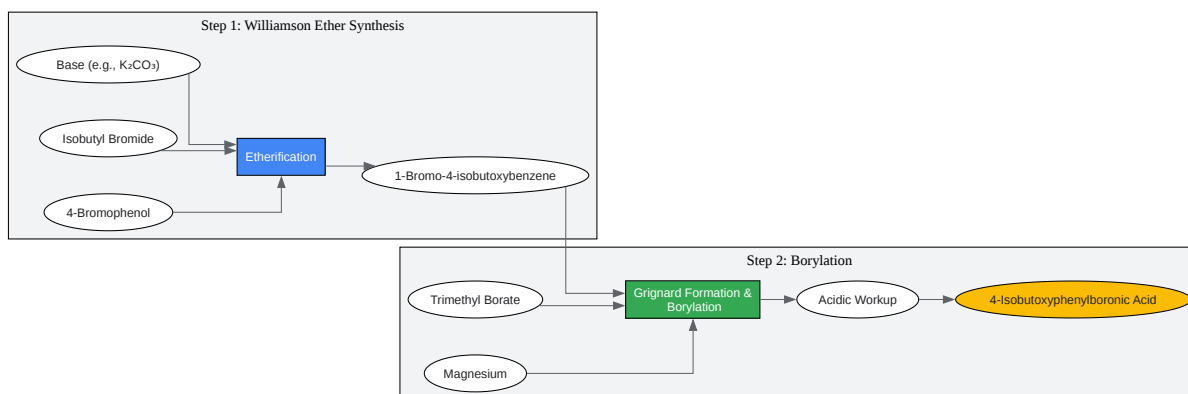 Step 1: Williamson Ether Synthesis
Base (e.g., K₂CO₃)
Isobutyl Bromide
Etherification
1-Bromo-4-isobutoxybenzene
4-Bromophenol
Step 2: Borylation
Trimethyl Borate
Grignard Formation &
Borylation
Acidic Workup
4-Isobutoxyphenylboronic Acid
Magnesium